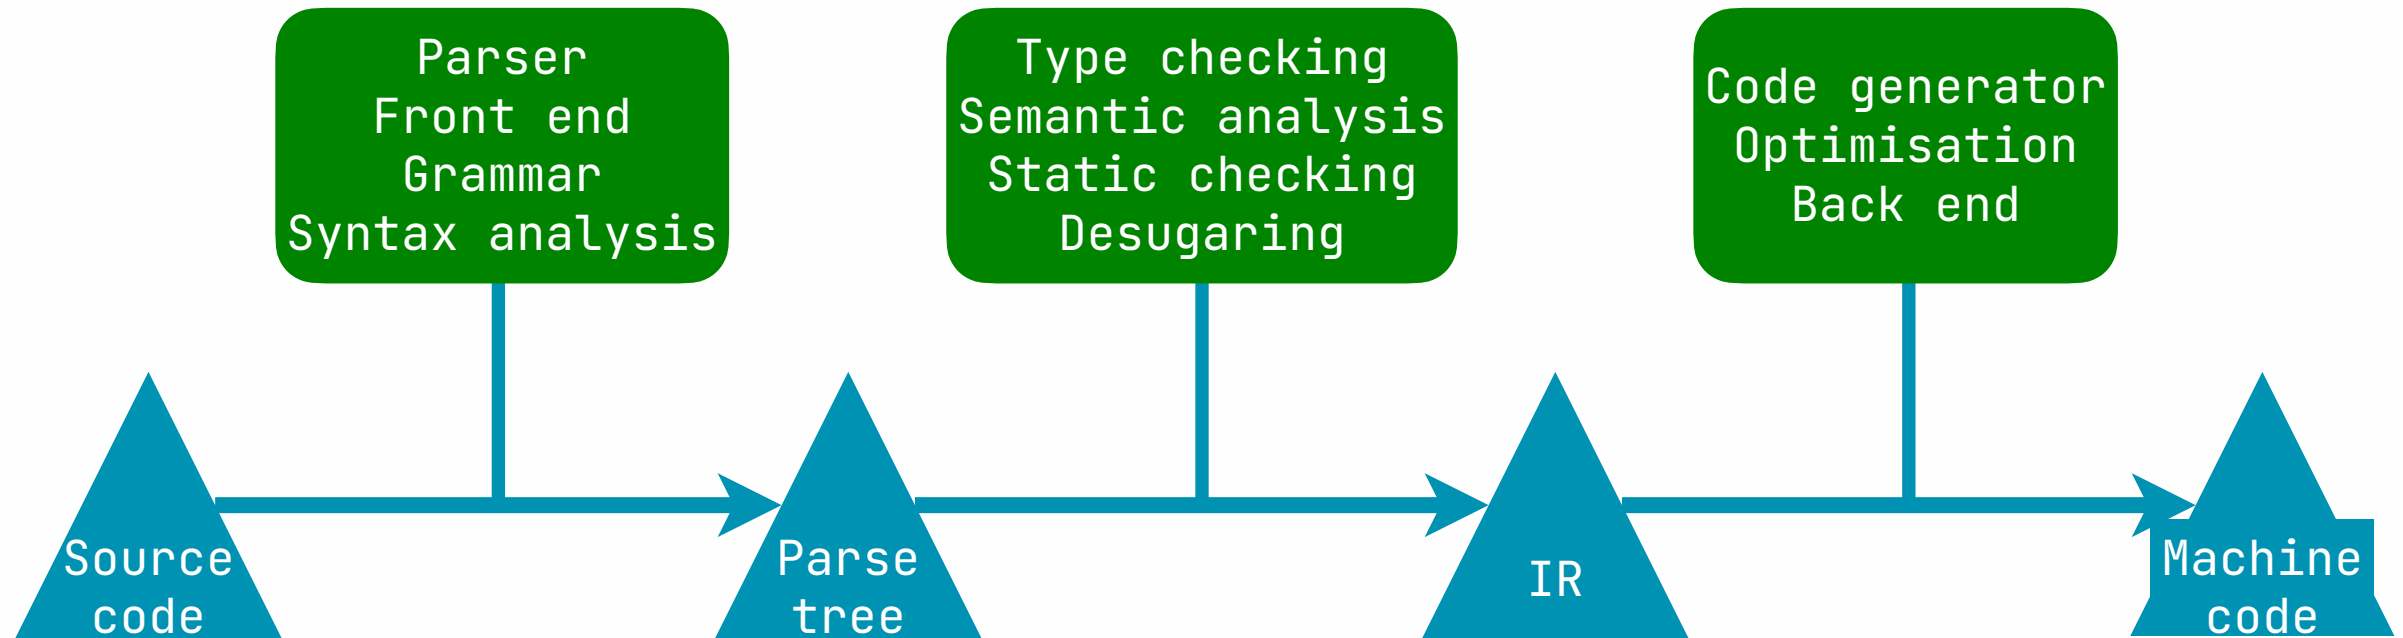 Parser
Front end
Grammar
Syntax analysis
Type checking
Semantic analysis
Static checking
Desugaring
Code generator
Optimisation
Back end
Source
code
Parse
tree
IR
Machine
code